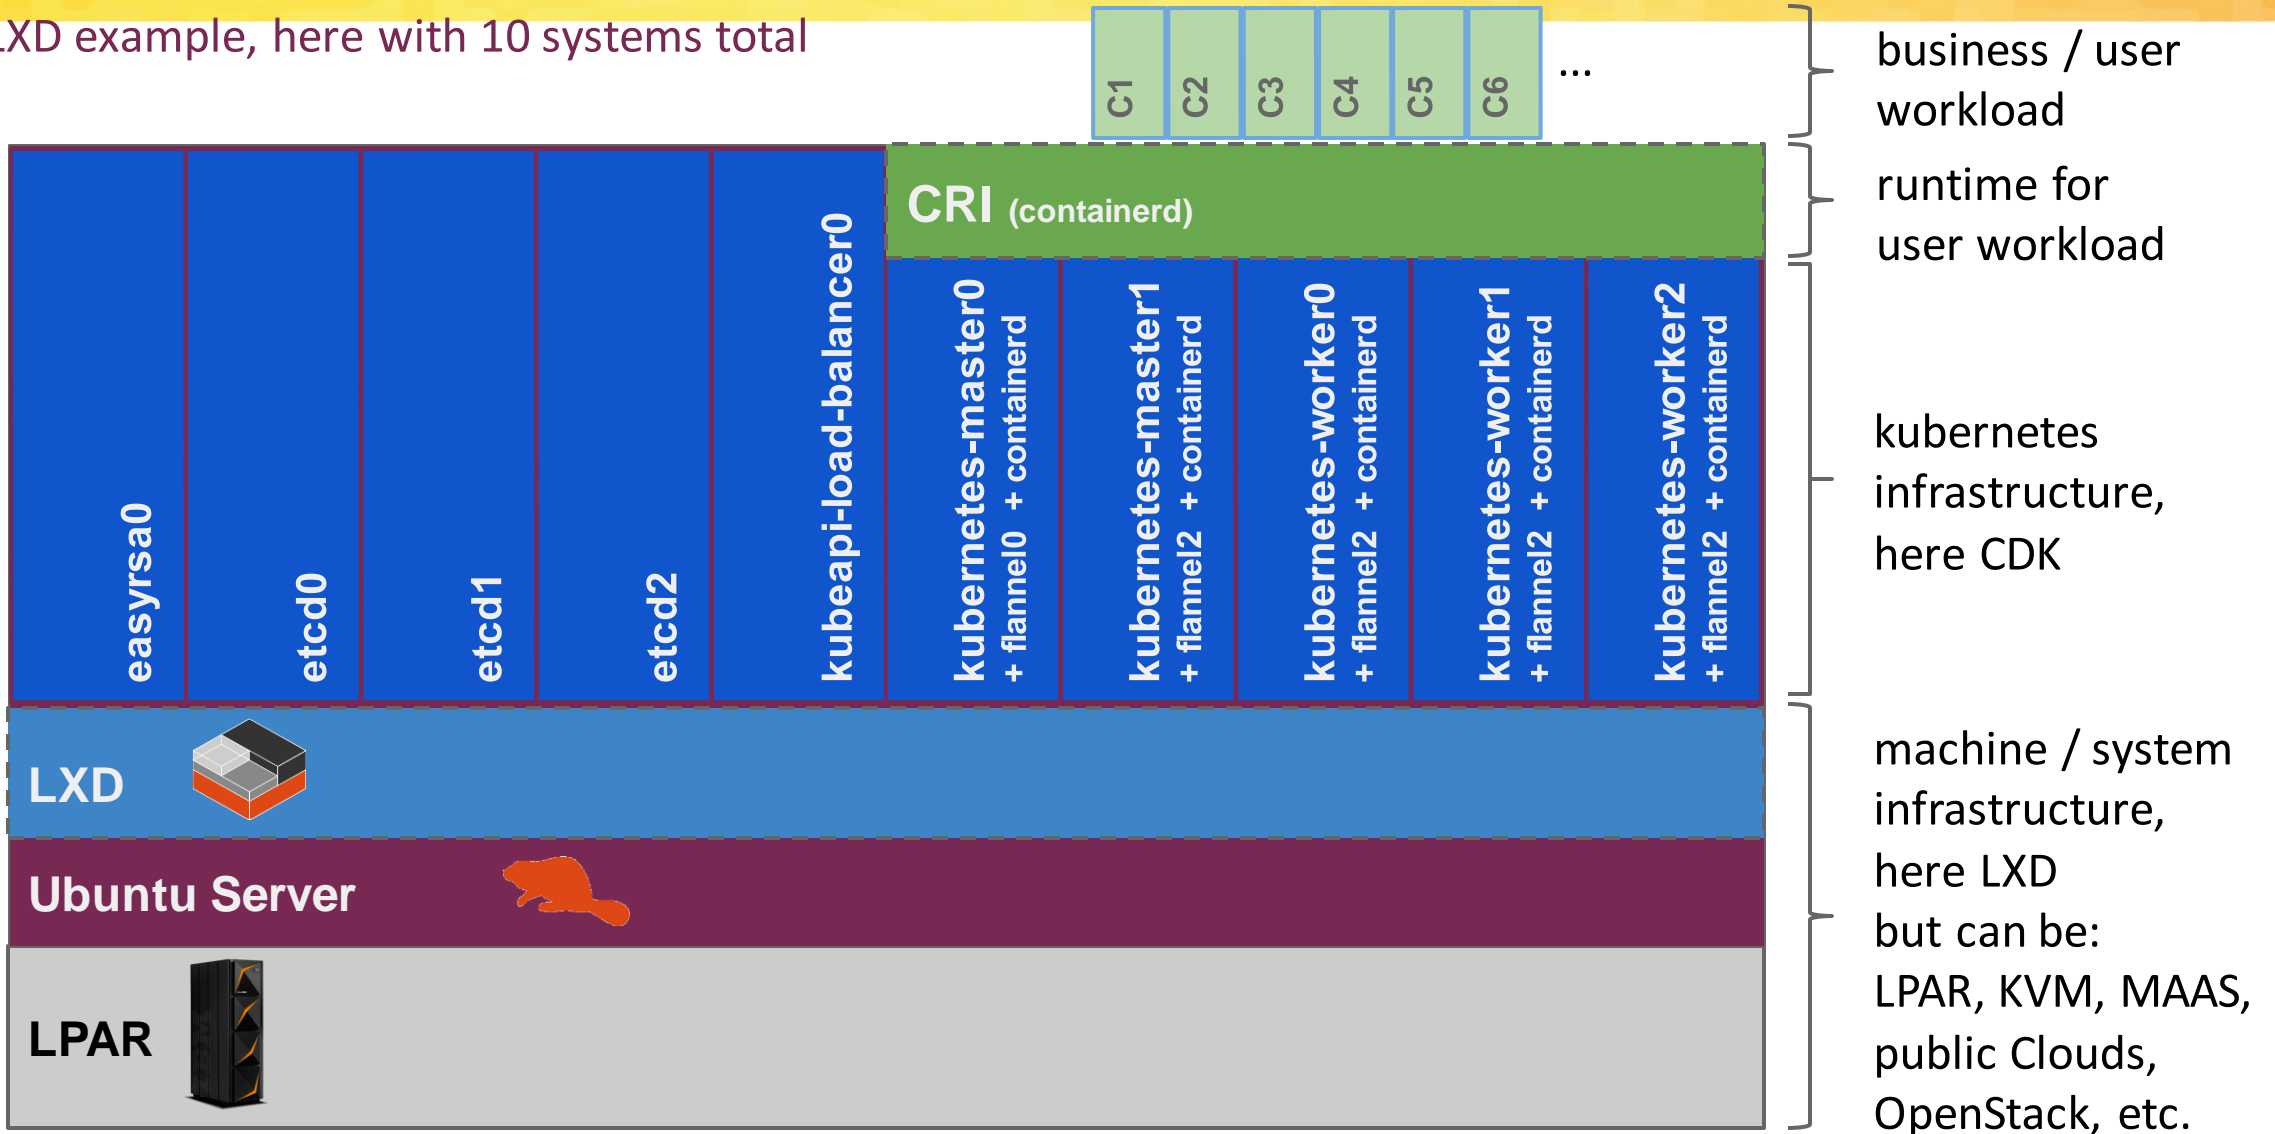 LXD example, here with 10 systems total
C1
C2
C3
C4
C5
C6
...
business / user
workload
CRI (containerd)
runtime for
user workload
easyrsa0
etcd0
etcd1
etcd2
kubeapi-load-balancer0
kubernetes-master0
+ flannel0 + containerd
kubernetes-master1
+ flannel2 + containerd
kubernetes-worker0
+ flannel2 + containerd
kubernetes-worker1
+ flannel2 + containerd
kubernetes-worker2
+ flannel2 + containerd
kubernetes
infrastructure,
here CDK
LXD
Ubuntu Server
LPAR
machine / system
infrastructure,
here LXD
but can be:
LPAR, KVM, MAAS,
public Clouds,
OpenStack, etc.